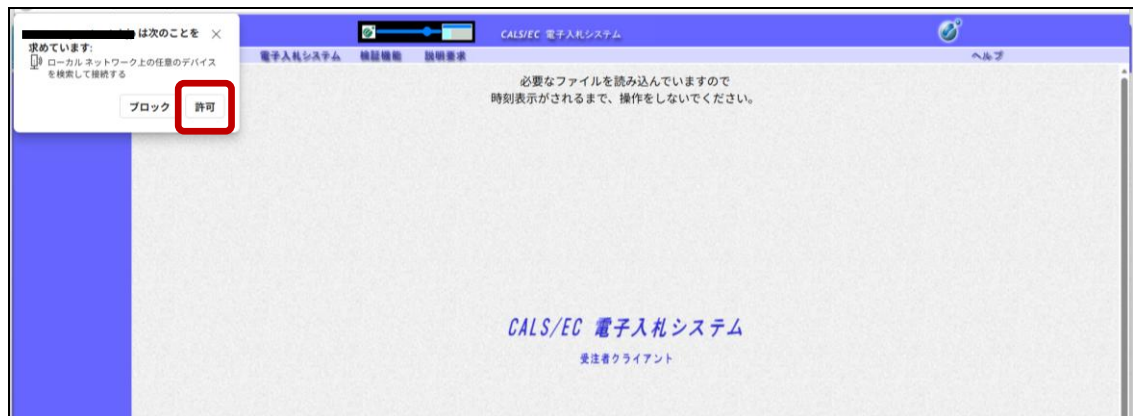 は次のことを
求めています:
ローカル ネットワーク上の任意のデバイス
を検索して接続する
ブロック
許可
CALS/EC 電子入札システム
電子入札システム 検証機能 説明要求 ヘルプ
必要なファイルを読み込んでいますので
時刻表示がされるまで、操作をしないでください。
CALS/EC 電子入札システム
受注者クライアント